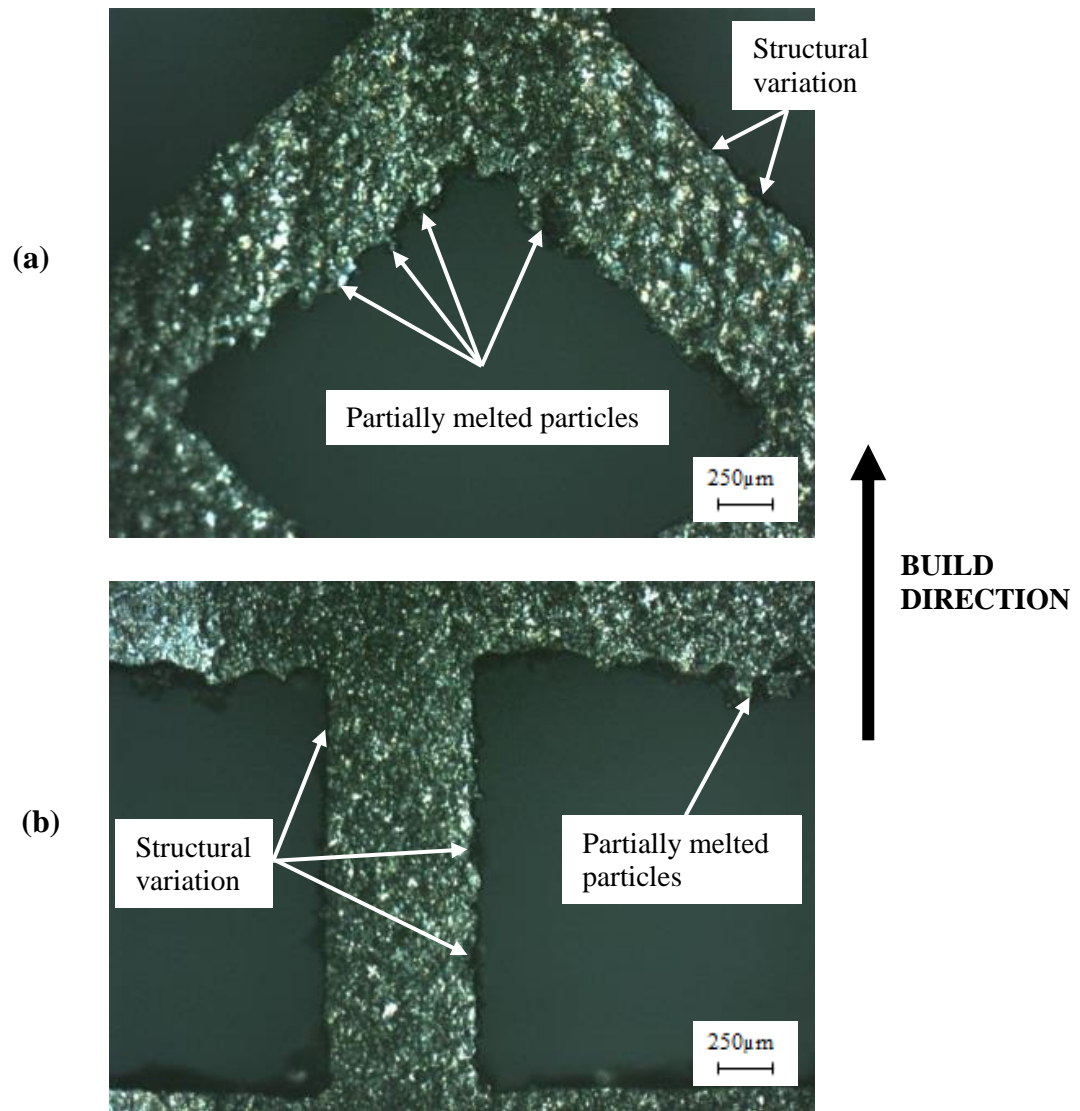 Structural
variation
(a)
Partially melted particles
250µm
BUILD
DIRECTION
(b)
Structural
variation
Partially melted
particles
250µm